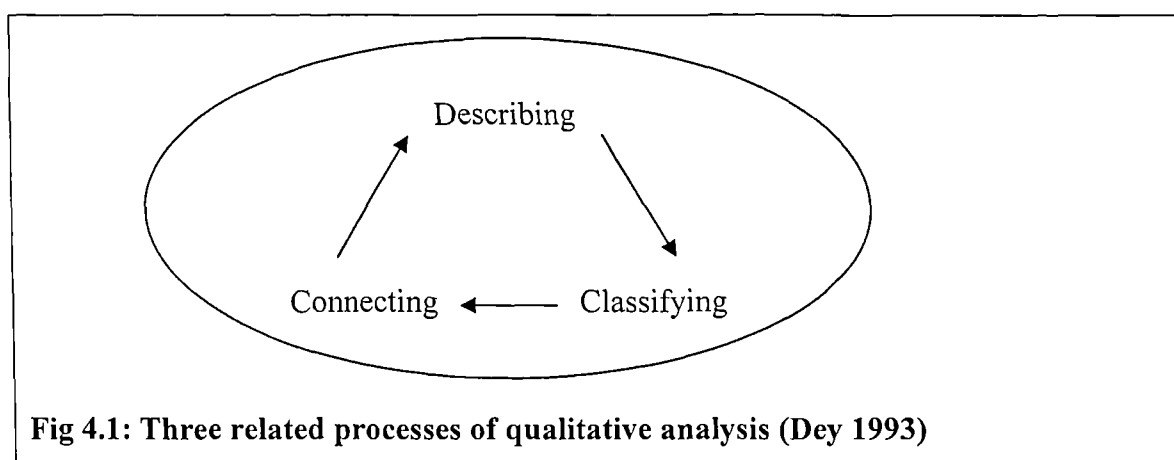 Describing
Connecting Classifying
Fig 4.1: Three related processes of qualitative analysis (Dey 1993)